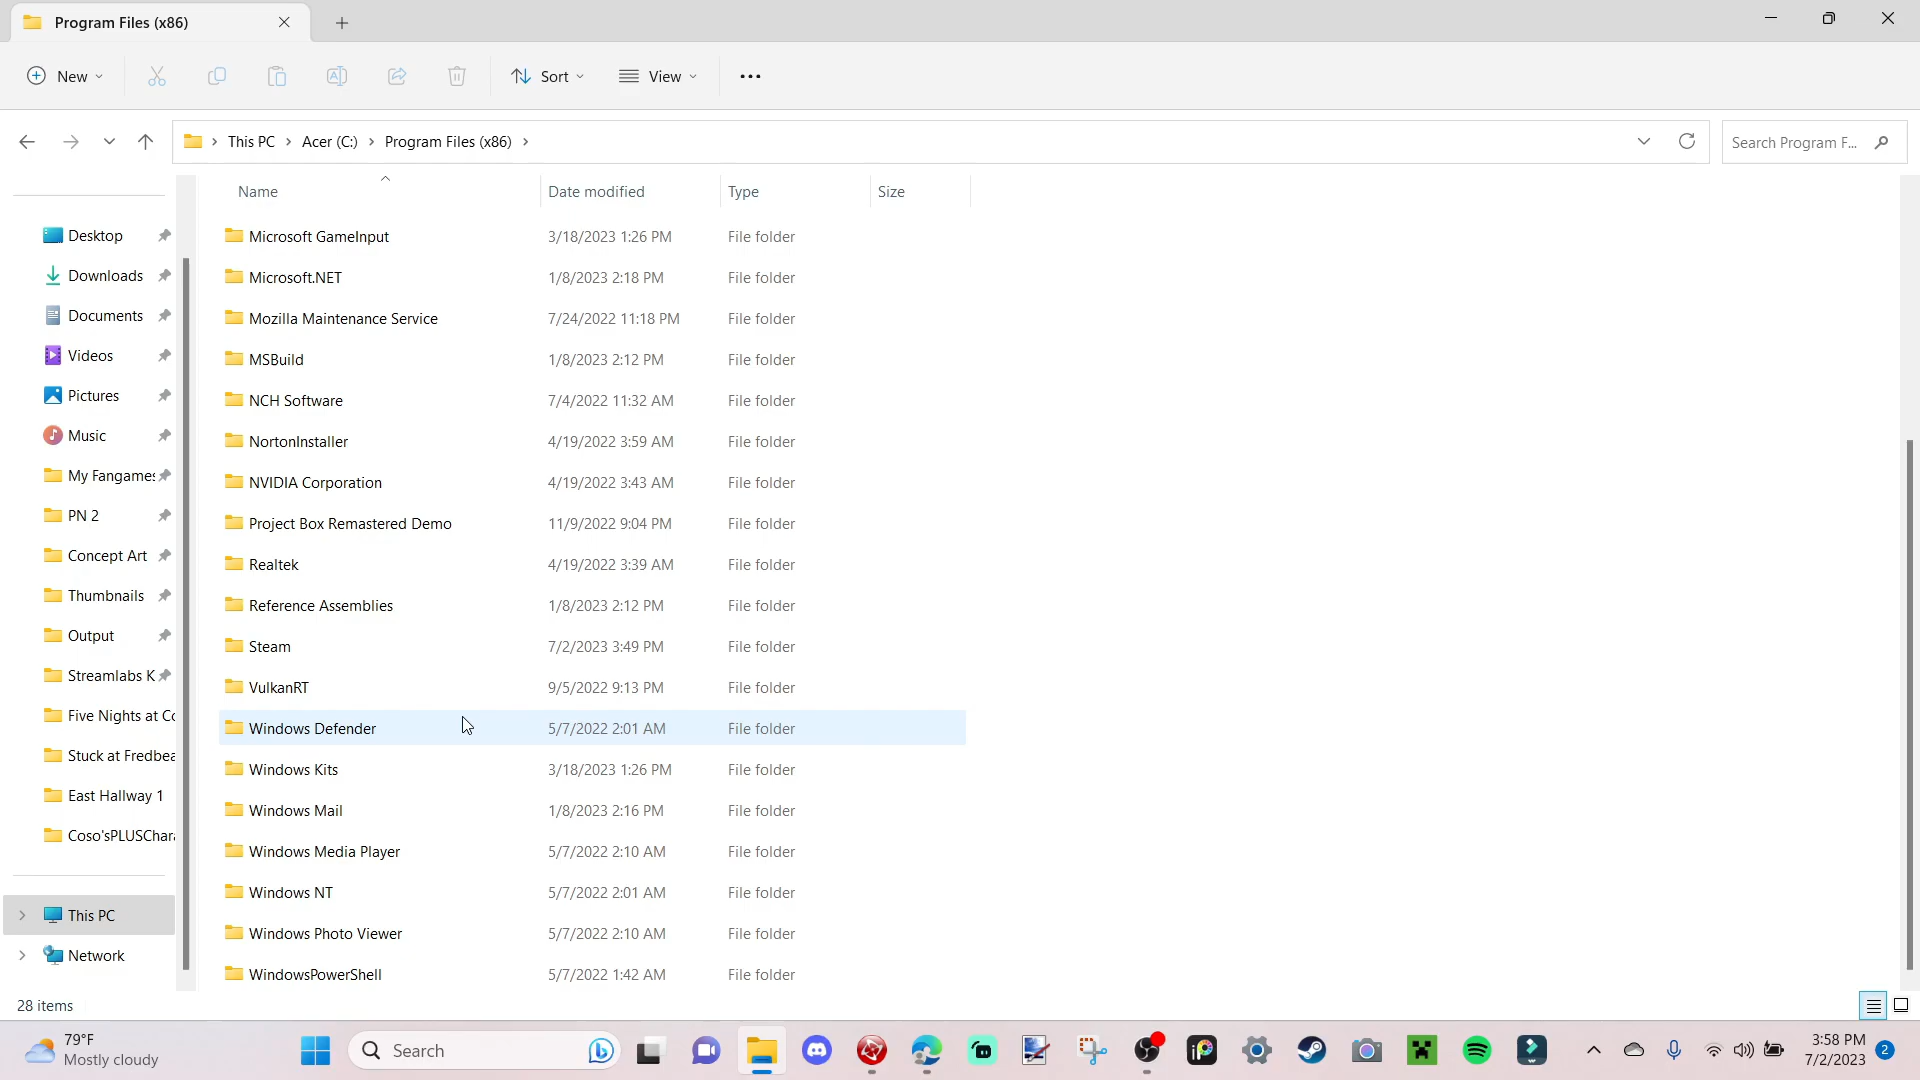 Program Files (x86)
New
Sort
View
This PC
Acer (C:)
Program Files (x86)
Search Program F...
Name
Date modified
Type
Size
Desktop
Downloads
Documents
Videos
Pictures
Music
My Fangames
PN 2
Concept Art
Thumbnails
Output
Streamlabs K
Five Nights at Co
Stuck at Fredbea
East Hallway 1
Coso'sPLUSChara
This PC
Network
Microsoft GameInput 3/18/2023 1:26 PM File folder
Microsoft.NET 1/8/2023 2:18 PM File folder
Mozilla Maintenance Service 7/24/2022 11:18 PM File folder
MSBuild 1/8/2023 2:12 PM File folder
NCH Software 7/4/2022 11:32 AM File folder
NortonInstaller 4/19/2022 3:59 AM File folder
NVIDIA Corporation 4/19/2022 3:43 AM File folder
Project Box Remastered Demo 11/9/2022 9:04 PM File folder
Realtek 4/19/2022 3:39 AM File folder
Reference Assemblies 1/8/2023 2:12 PM File folder
Steam 7/2/2023 3:49 PM File folder
VulkanRT 9/5/2022 9:13 PM File folder
Windows Defender 5/7/2022 2:01 AM File folder
Windows Kits 3/18/2023 1:26 PM File folder
Windows Mail 1/8/2023 2:16 PM File folder
Windows Media Player 5/7/2022 2:10 AM File folder
Windows NT 5/7/2022 2:01 AM File folder
Windows Photo Viewer 5/7/2022 2:10 AM File folder
WindowsPowerShell 5/7/2022 1:42 AM File folder
28 items
79°F
Mostly cloudy
Search
3:58 PM
7/2/2023
2